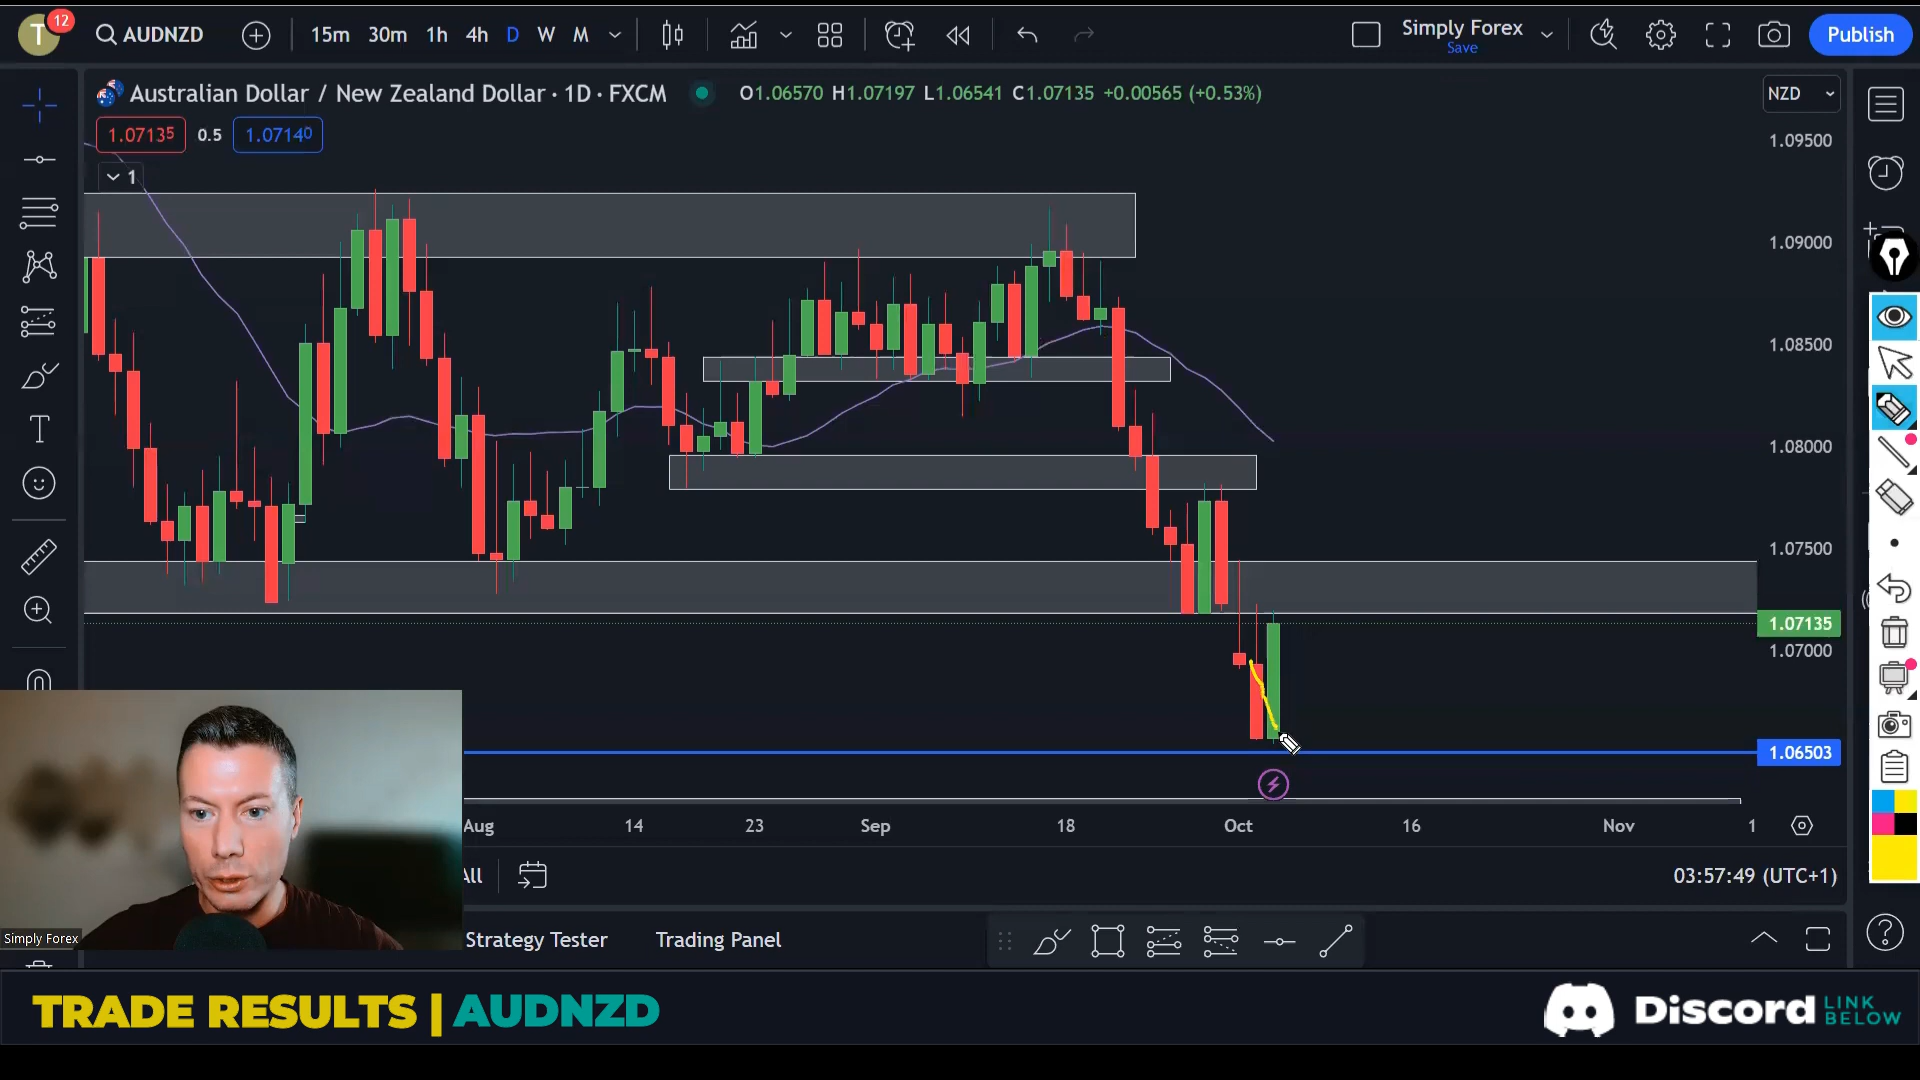 T
12
AUDNZD
15m 30m 1h 4h D W M
Simply Forex
Save
Publish
Australian Dollar / New Zealand Dollar · 1D · FXCM
O1.06570 H1.07197 L1.06541 C1.07135 +0.00565 (+0.53%)
NZD
1.07135 0.5 1.07140
1
1.09500
1.09000
1.08500
1.08000
1.07500
1.07135
1.07000
1.06503
Aug 14 23 Sep 18 Oct 16 Nov 1
All
03:57:49 (UTC+1)
Simply Forex
Strategy Tester Trading Panel
TRADE RESULTS | AUDNZD
Discord LINK BELOW